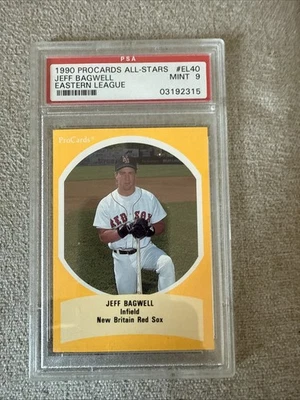 PSA
1990 PROCARDS ALL-STARS #EL40
JEFF BAGWELL MINT 9
EASTERN LEAGUE
03192315
ProCards
RED SOX
JEFF BAGWELL
Infield
New Britain Red Sox